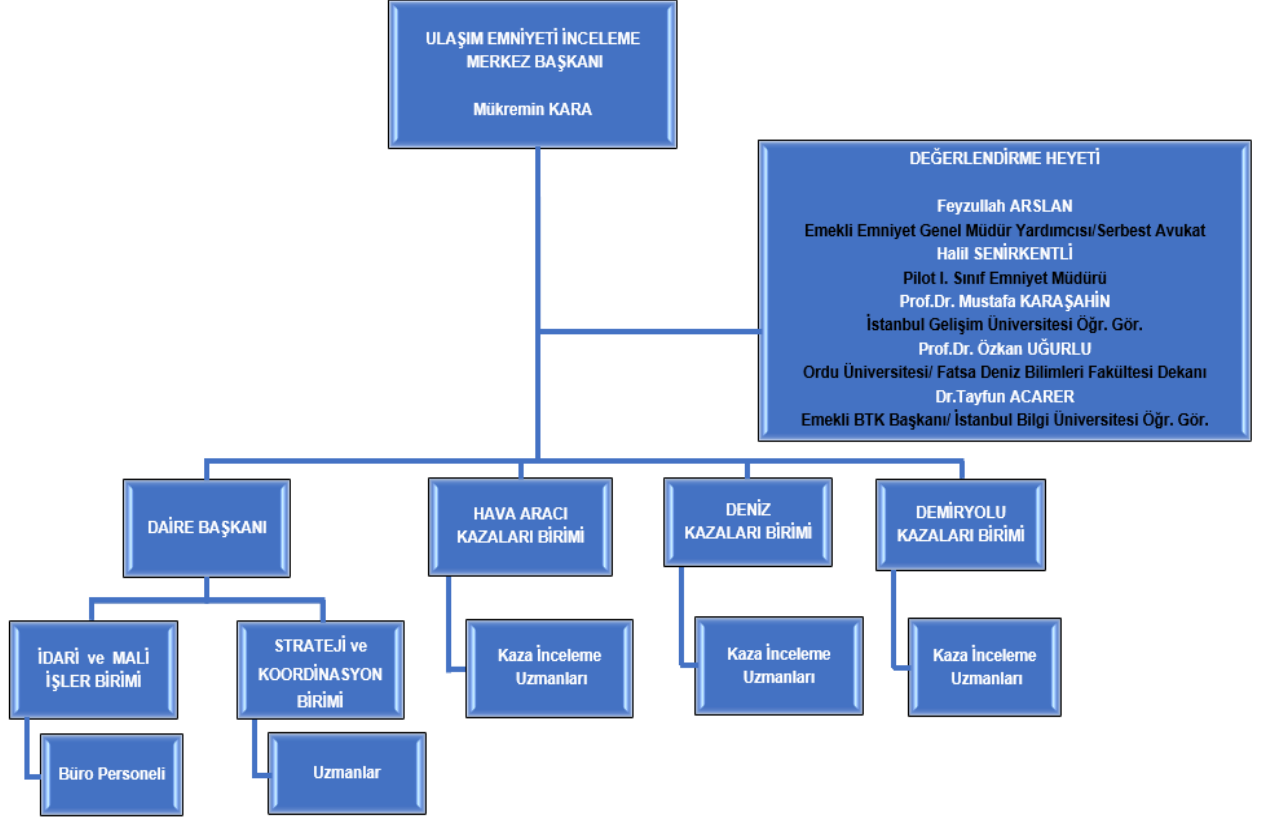 ULAŞIM EMNİYETİ İNCELEME
MERKEZ BAŞKANI
Mükremin KARA
DEĞERLENDİRME HEYETİ
Feyzullah ARSLAN
Emekli Emniyet Genel Müdür Yardımcısı/Serbest Avukat
Halil SENİRKENTLİ
Pilot I. Sınıf Emniyet Müdürü
Prof.Dr. Mustafa KARAŞAHİN
İstanbul Gelişim Üniversitesi Öğr. Gör.
Prof.Dr. Özkan UĞURLU
Ordu Üniversitesi/ Fatsa Deniz Bilimleri Fakültesi Dekanı
Dr.Tayfun ACARER
Emekli BTK Başkanı/ İstanbul Bilgi Üniversitesi Öğr. Gör.
DAİRE BAŞKANI
HAVA ARACI
KAZALARI BİRİMİ
DENİZ
KAZALARI BİRİMİ
DEMİRYOLU
KAZALARI BİRİMİ
İDARİ ve MALİ
İŞLER BİRİMİ
STRATEJİ ve
KOORDİNASYON
BİRİMİ
Kaza İnceleme
Uzmanları
Kaza İnceleme
Uzmanları
Kaza İnceleme
Uzmanları
Büro Personeli
Uzmanlar